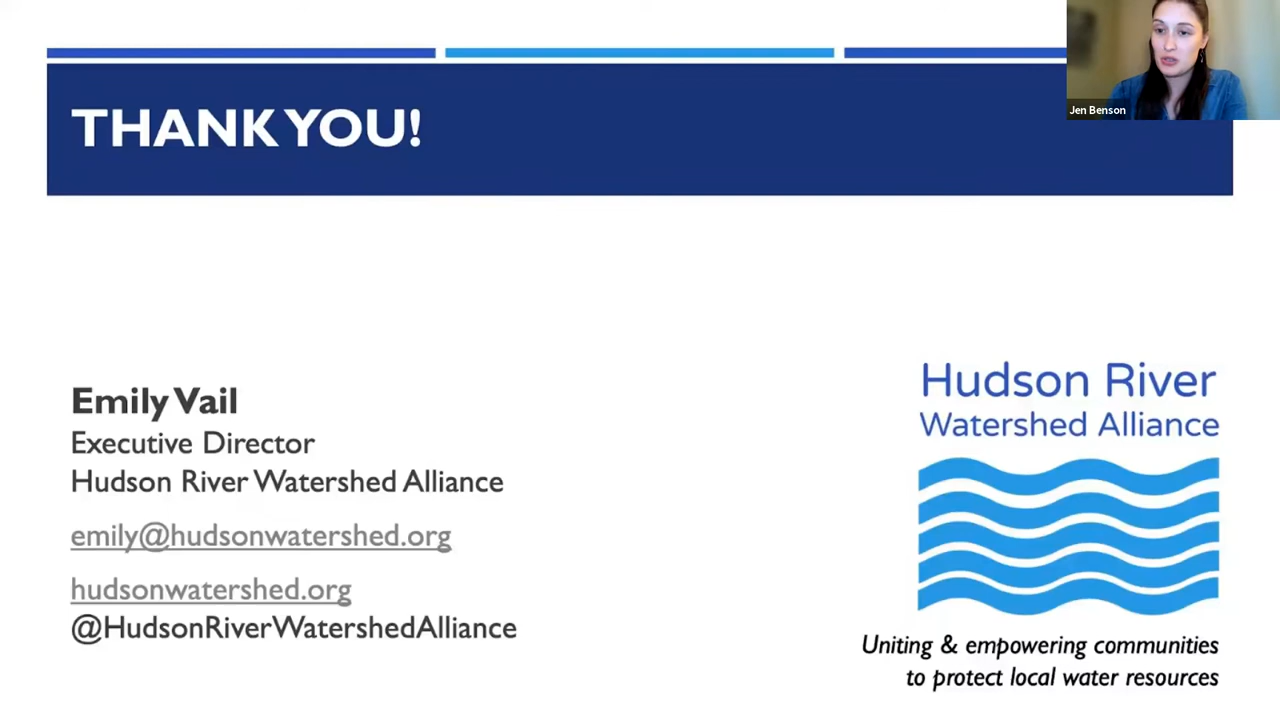 THANK YOU!
Jen Benson
Emily Vail
Executive Director
Hudson River Watershed Alliance
emily@hudsonwatershed.org
hudsonwatershed.org
@HudsonRiverWatershedAlliance
Hudson River
Watershed Alliance
Uniting & empowering communities
to protect local water resources